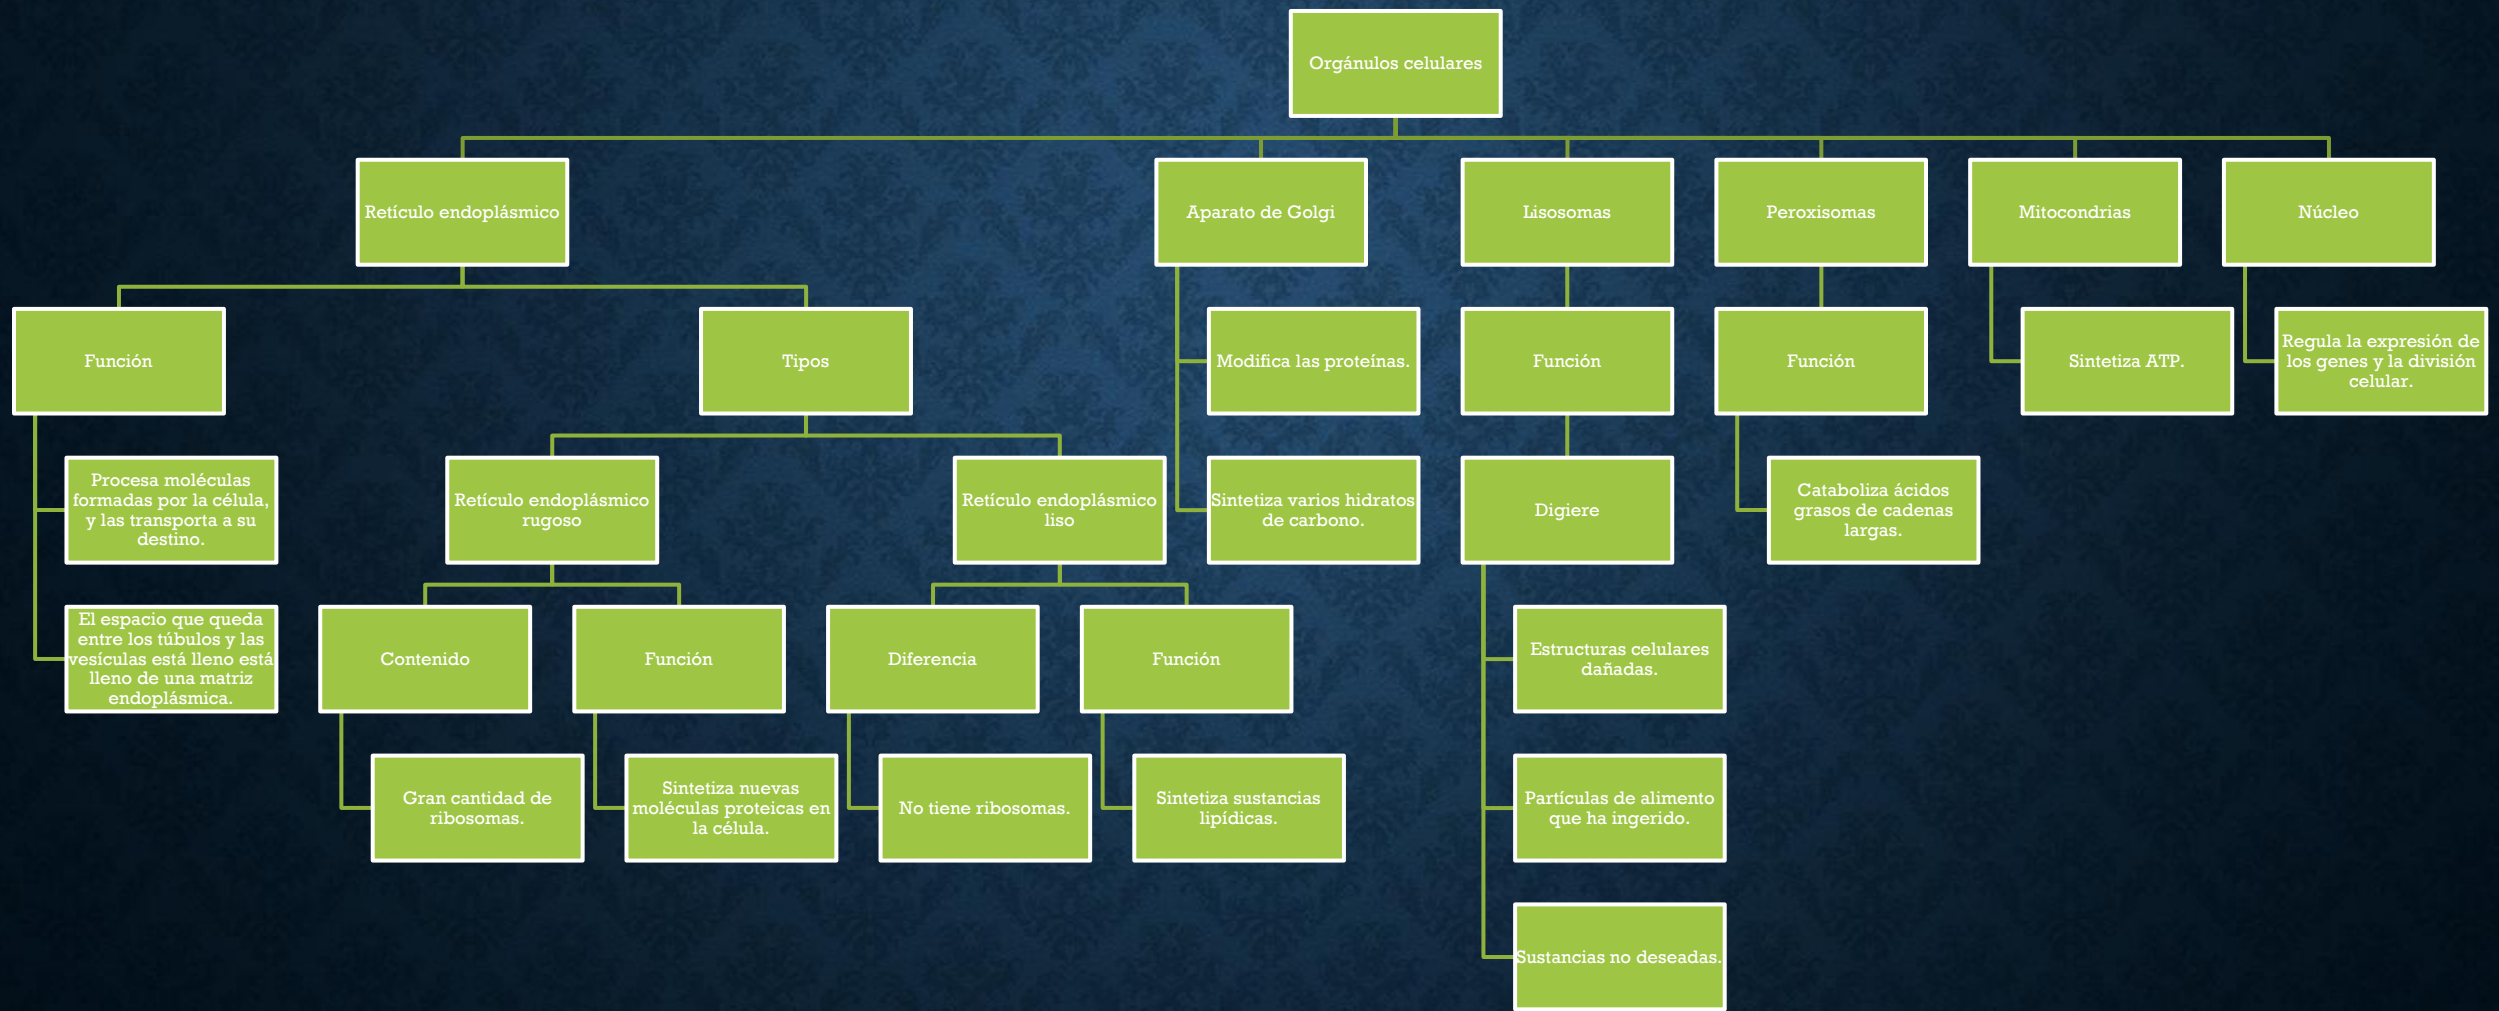 Orgánulos celulares
Retículo endoplásmico
Función
Procesa moléculas
formadas por la célula,
y las transporta a su
destino.
El espacio que queda
entre los túbulos y las
vesículas está lleno está
lleno de una matriz
endoplásmica.
Tipos
Retículo endoplásmico
rugoso
Contenido
Gran cantidad de
ribosomas.
Función
Sintetiza nuevas
moléculas proteicas en
la célula.
Retículo endoplásmico
liso
Diferencia
No tiene ribosomas.
Función
Sintetiza sustancias
lipídicas.
Aparato de Golgi
Modifica las proteínas.
Sintetiza varios hidratos
de carbono.
Lisosomas
Función
Digiere
Estructuras celulares
dañadas.
Partículas de alimento
que ha ingerido.
Sustancias no deseadas.
Peroxisomas
Función
Cataboliza ácidos
grasos de cadenas
largas.
Mitocondrias
Sintetiza ATP.
Núcleo
Regula la expresión de
los genes y la división
celular.